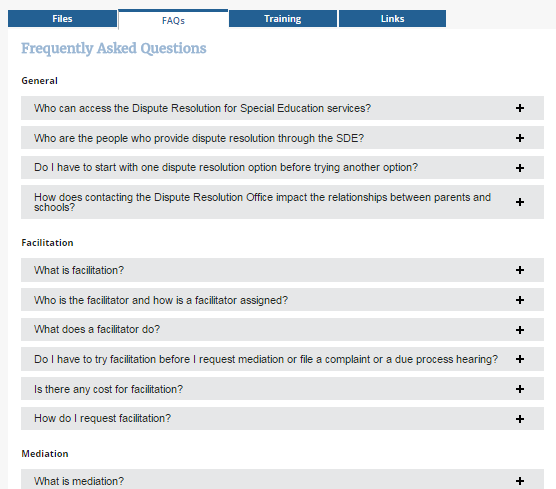 Files
FAQs
Training
Links
Frequently Asked Questions
General
Who can access the Dispute Resolution for Special Education services?
Who are the people who provide dispute resolution through the SDE?
Do I have to start with one dispute resolution option before trying another option?
How does contacting the Dispute Resolution Office impact the relationships between parents and
schools?
Facilitation
What is facilitation?
Who is the facilitator and how is a facilitator assigned?
What does a facilitator do?
Do I have to try facilitation before I request mediation or file a complaint or a due process hearing?
Is there any cost for facilitation?
How do I request facilitation?
Mediation
What is mediation?